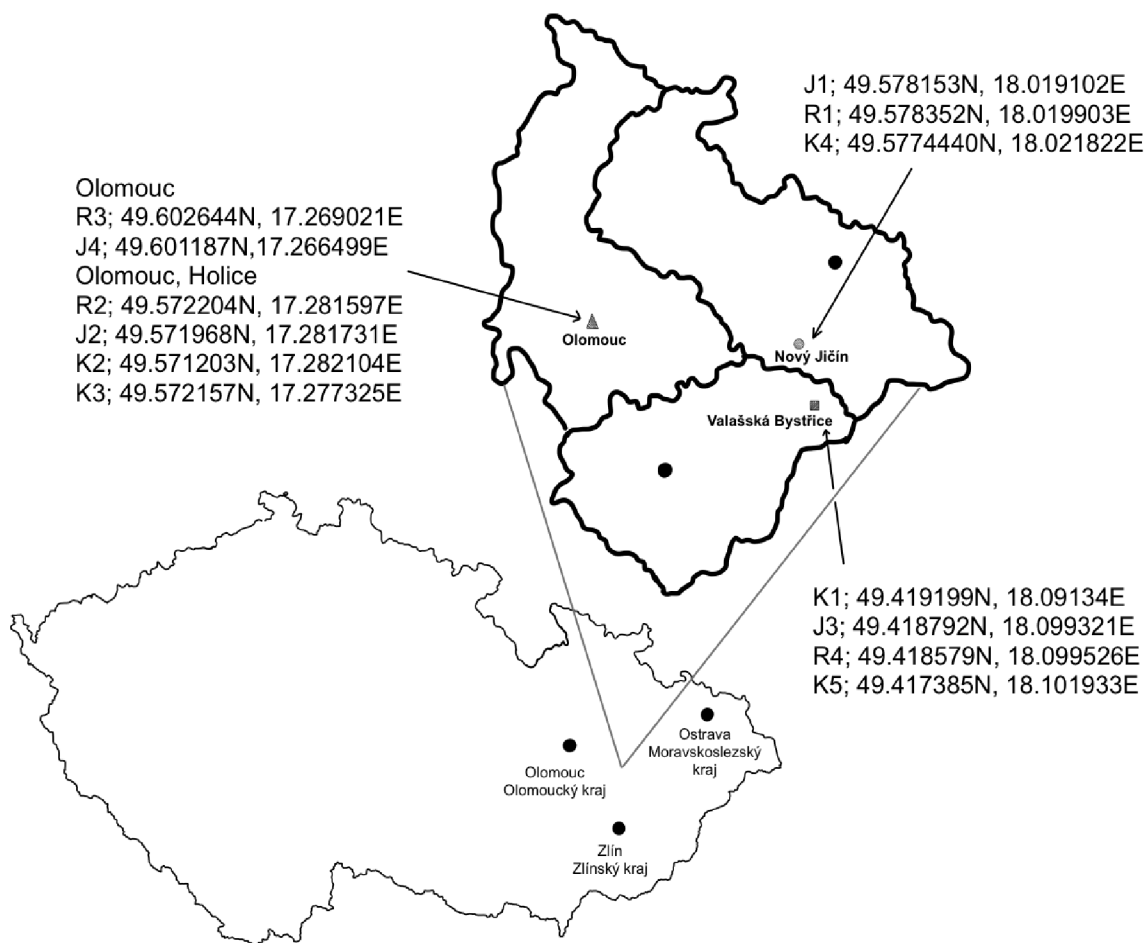 J1; 49.578153N, 18.019102E
R1; 49.578352N, 18.019903E
K4; 49.5774440N, 18.021822E
Olomouc
R3; 49.602644N, 17.269021E
J4; 49.601187N,17.266499E
Olomouc, Holice
R2; 49.572204N, 17.281597E
J2; 49.571968N, 17.281731E
K2; 49.571203N, 17.282104E
K3; 49.572157N, 17.277325E
Olomouc
Nový Jičín
Valašská Bystřice
K1; 49.419199N, 18.09134E
J3; 49.418792N, 18.099321E
R4; 49.418579N, 18.099526E
K5; 49.417385N, 18.101933E
Ostrava
Moravskoslezský
kraj
Olomouc
Olomoucký kraj
Zlín
Zlínský kraj